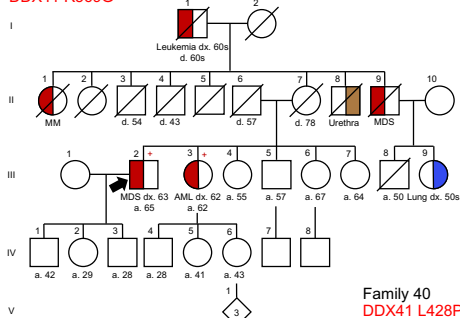 1 2
I
Leukemia dx. 60s
d. 60s
1 2 3 4 5 6 7 8 9 10
II
MM d. 54 d. 43 d. 57 d. 78 Urethra MDS
1 2 + 3 + 4 5 6 7 8 9
III
MDS dx. 63 AML dx. 62 a. 55 a. 57 a. 67 a. 64 a. 50 Lung dx. 50s
a. 65 a. 62
1 2 3 4 5 6 7 8
IV
a. 42 a. 29 a. 28 a. 28 a. 41 a. 43
1
V 3
Family 40
DDX41 L428P